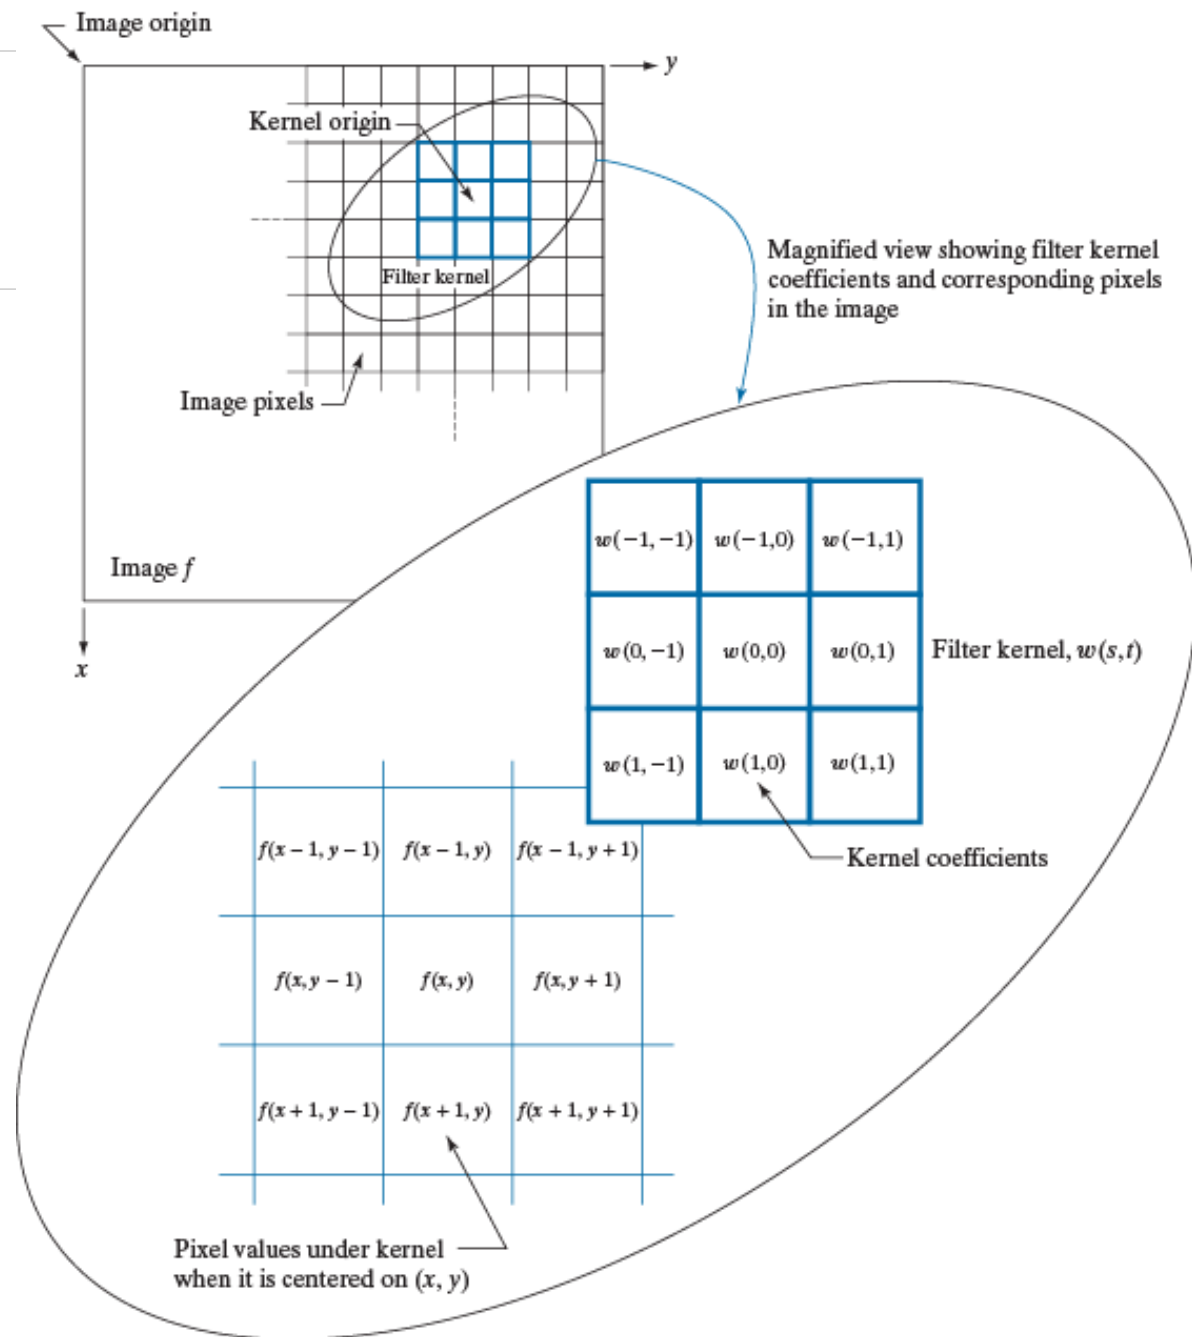 Image origin
y
Kernel origin
Filter kernel
Magnified view showing filter kernel
coefficients and corresponding pixels
in the image
Image pixels
Image f
x
w(−1,−1) w(−1,0) w(−1,1)
w(0,−1) w(0,0) w(0,1)
Filter kernel, w(s,t)
w(1,−1) w(1,0) w(1,1)
Kernel coefficients
f(x − 1, y − 1) f(x − 1, y) f(x − 1, y + 1)
f(x, y − 1) f(x, y) f(x, y + 1)
f(x + 1, y − 1) f(x + 1, y) f(x + 1, y + 1)
Pixel values under kernel
when it is centered on (x, y)